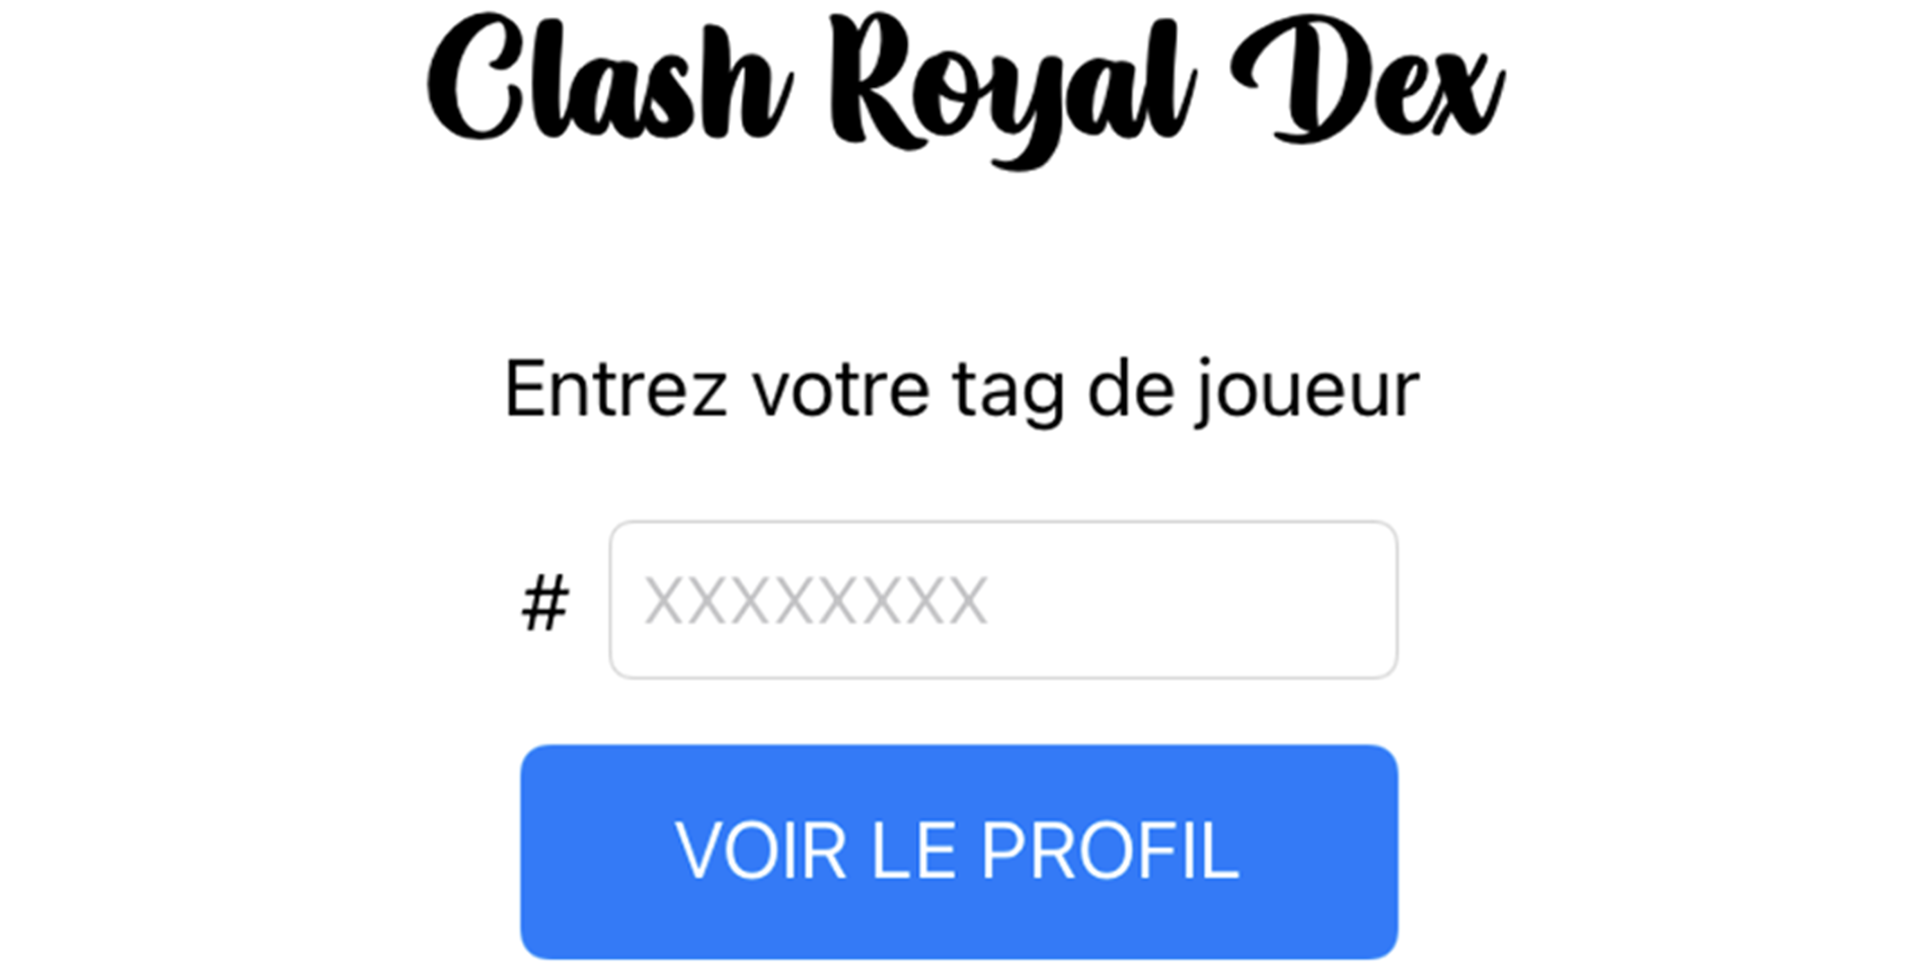 Clash Royal Dex
Entrez votre tag de joueur
# XXXXXXXX
VOIR LE PROFIL